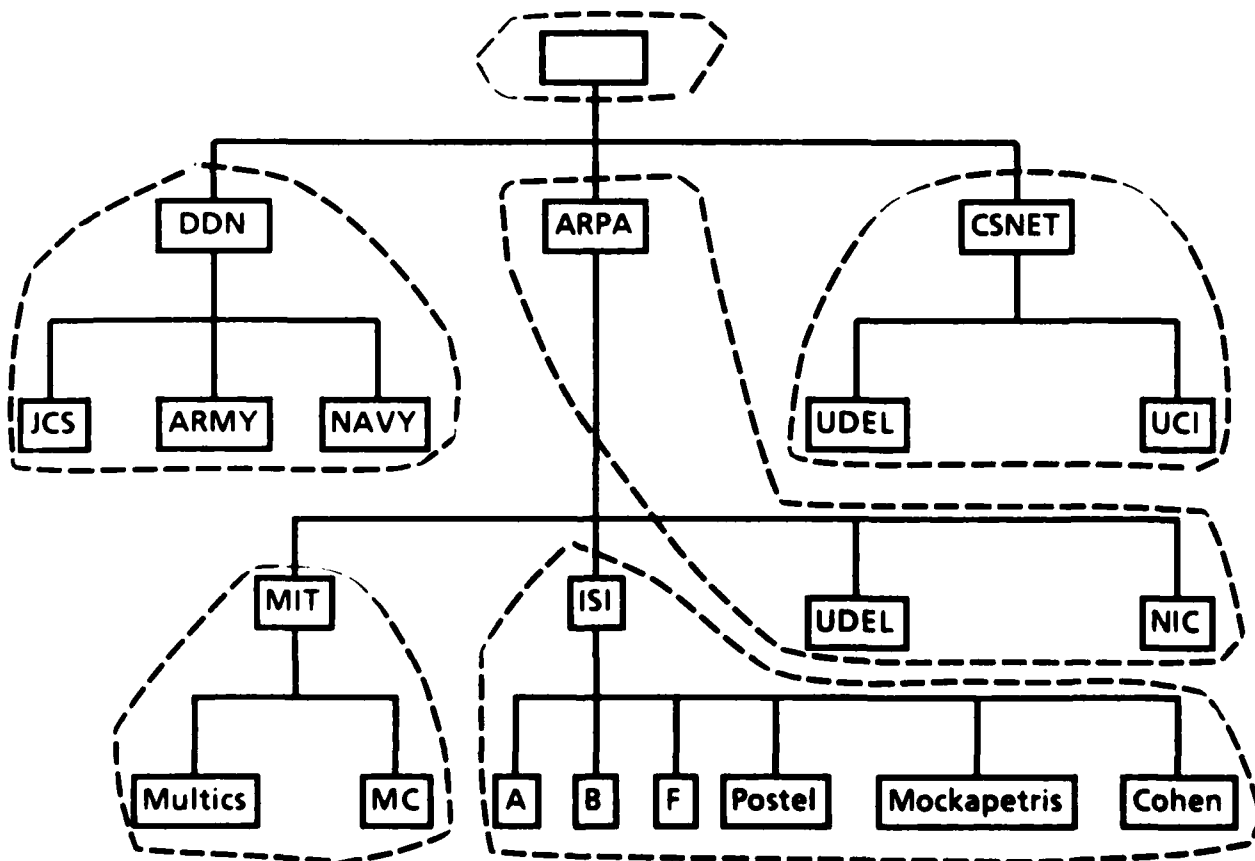 DDN
ARPA
CSNET
JCS
ARMY
NAVY
UDEL
UCI
MIT
ISI
UDEL
NIC
Multics
MC
A
B
F
Postel
Mockapetris
Cohen